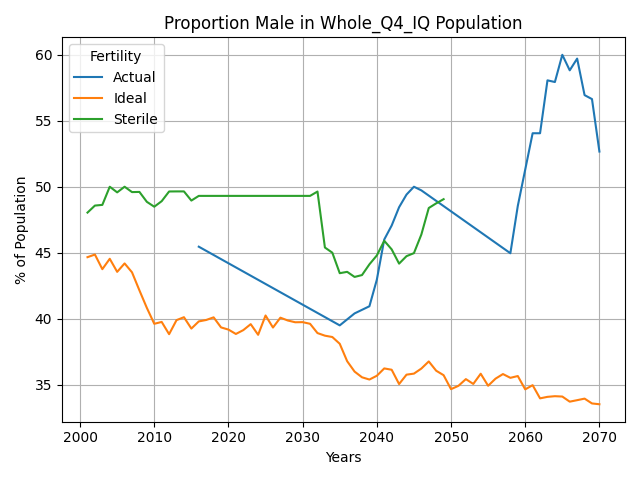 Proportion Male in Whole_Q4_IQ Population
Fertility
Actual
Ideal
Sterile
% of Population
60
55
50
45
40
35
2000 2010 2020 2030 2040 2050 2060 2070
Years